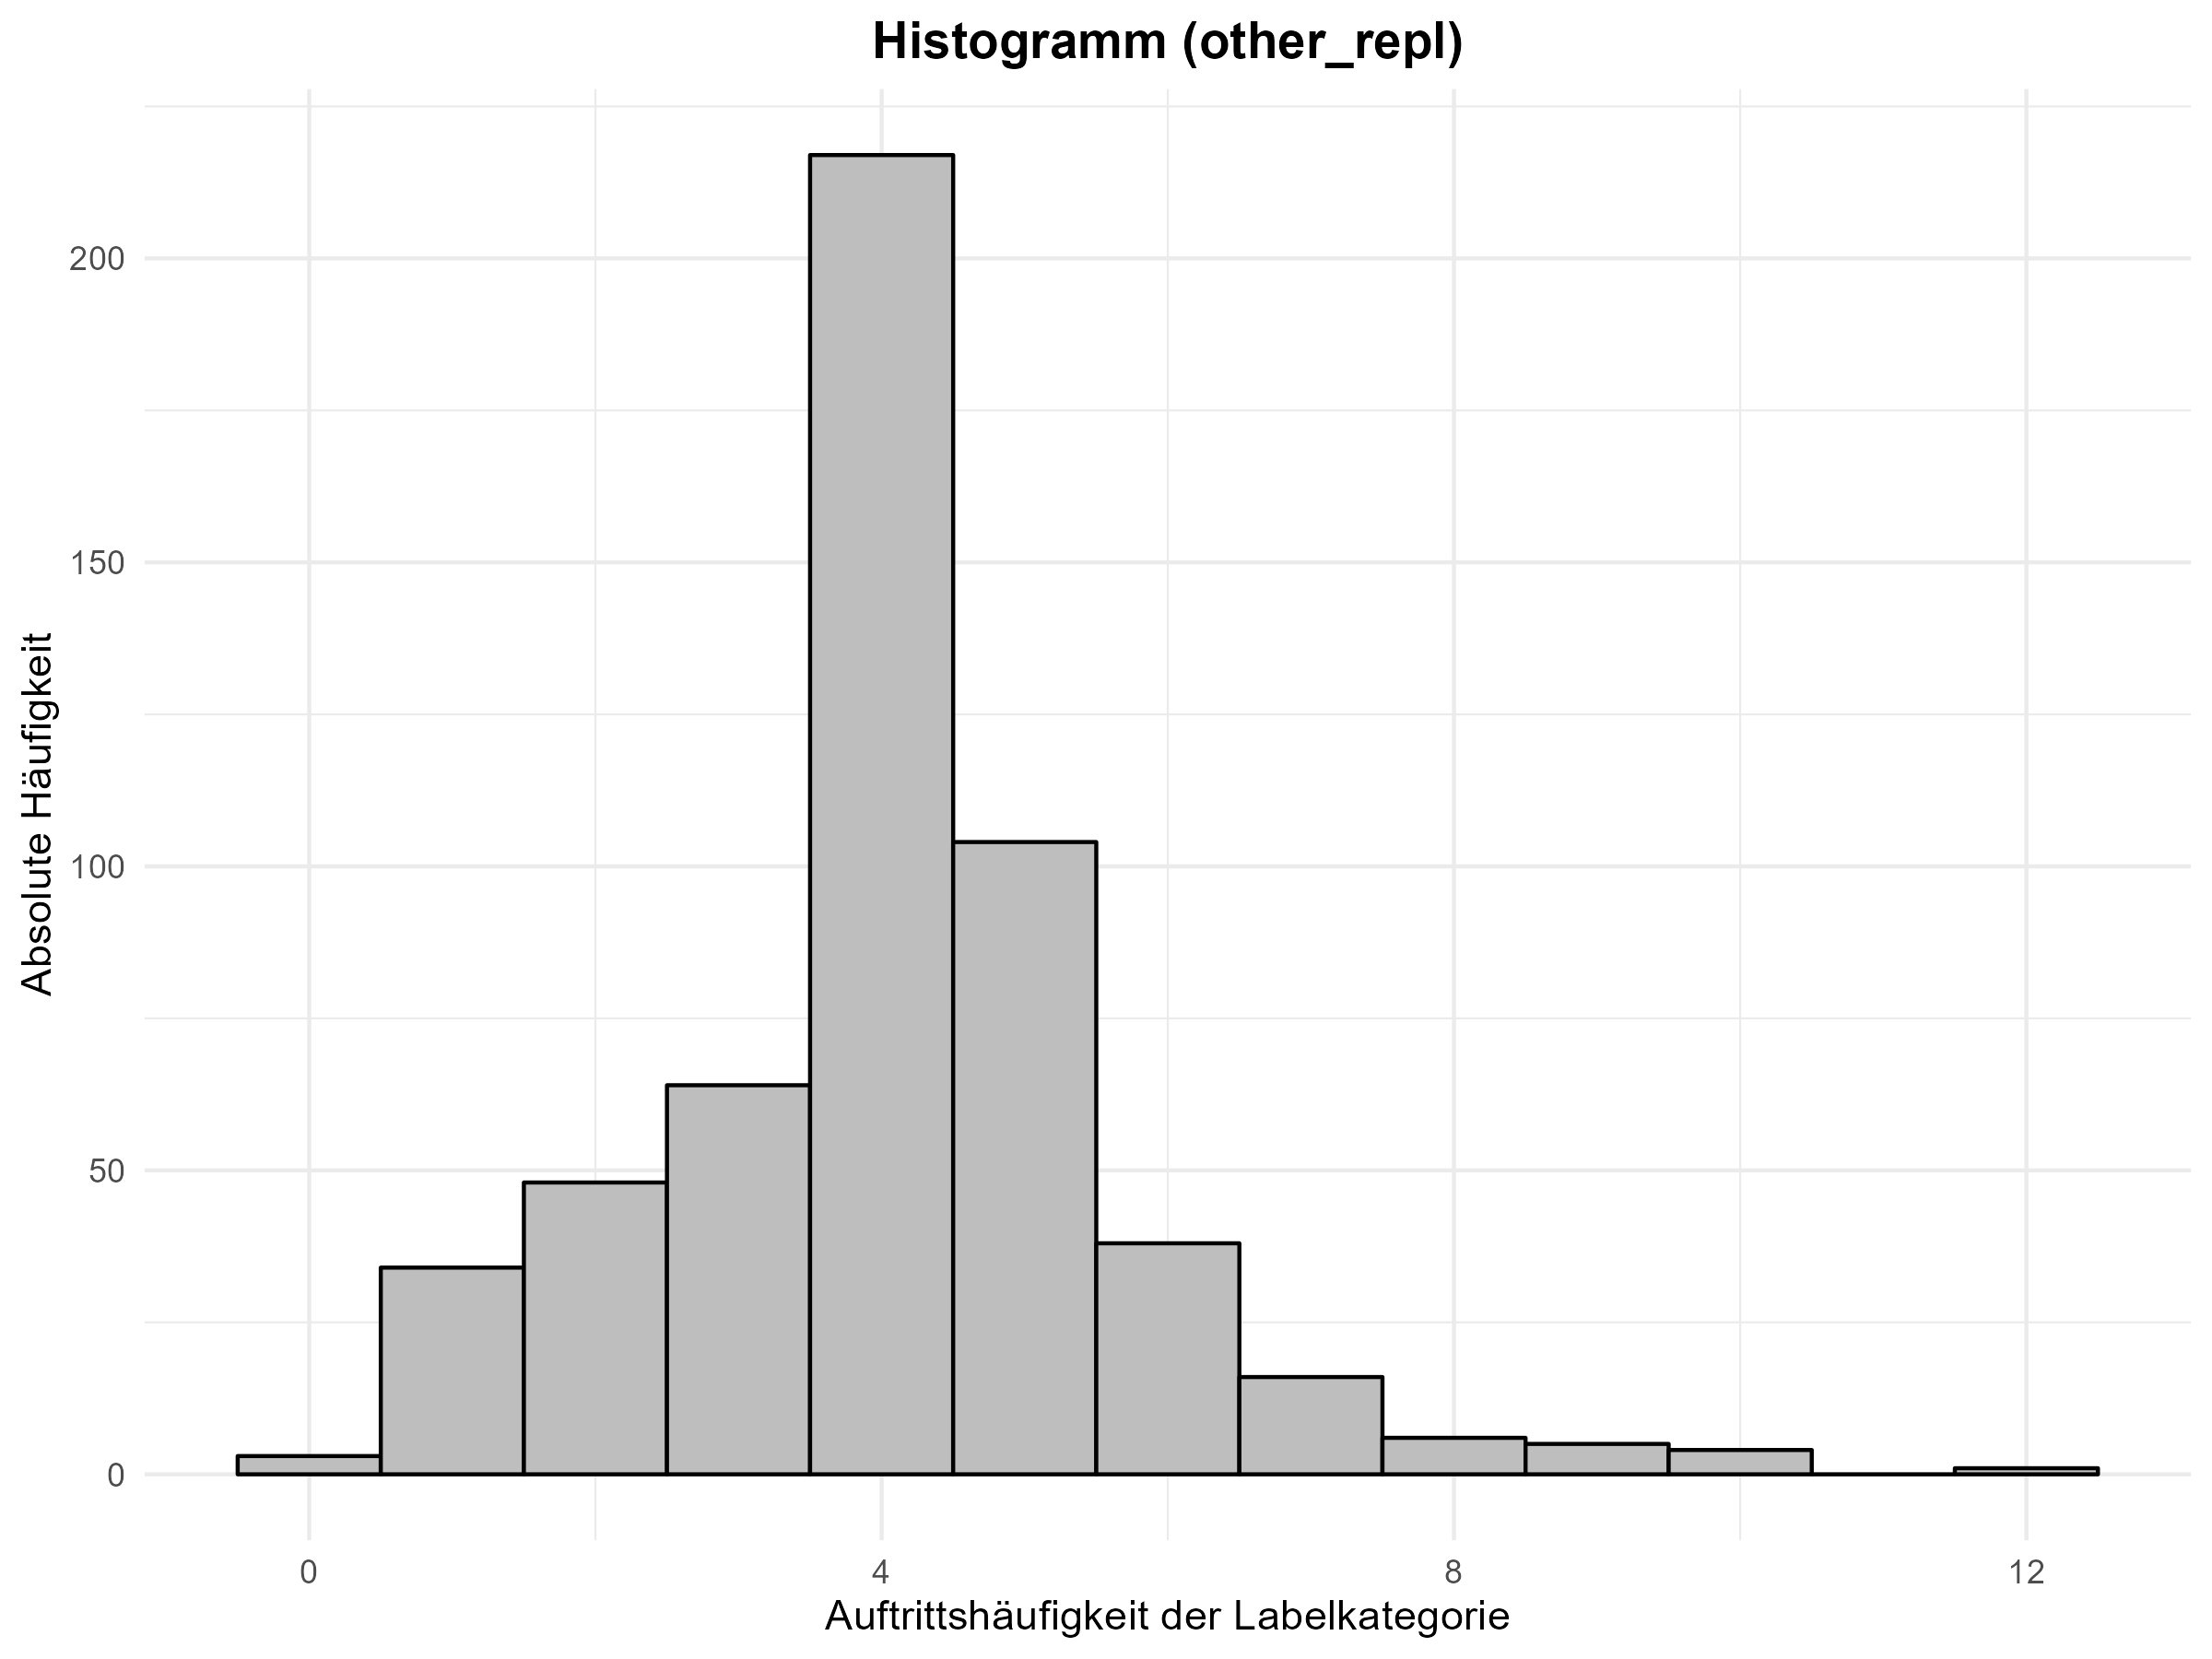 Histogramm (other_repl)
Absolute Häufigkeit
200
150
100
50
0
0 4 8 12
Auftrittshäufigkeit der Labelkategorie